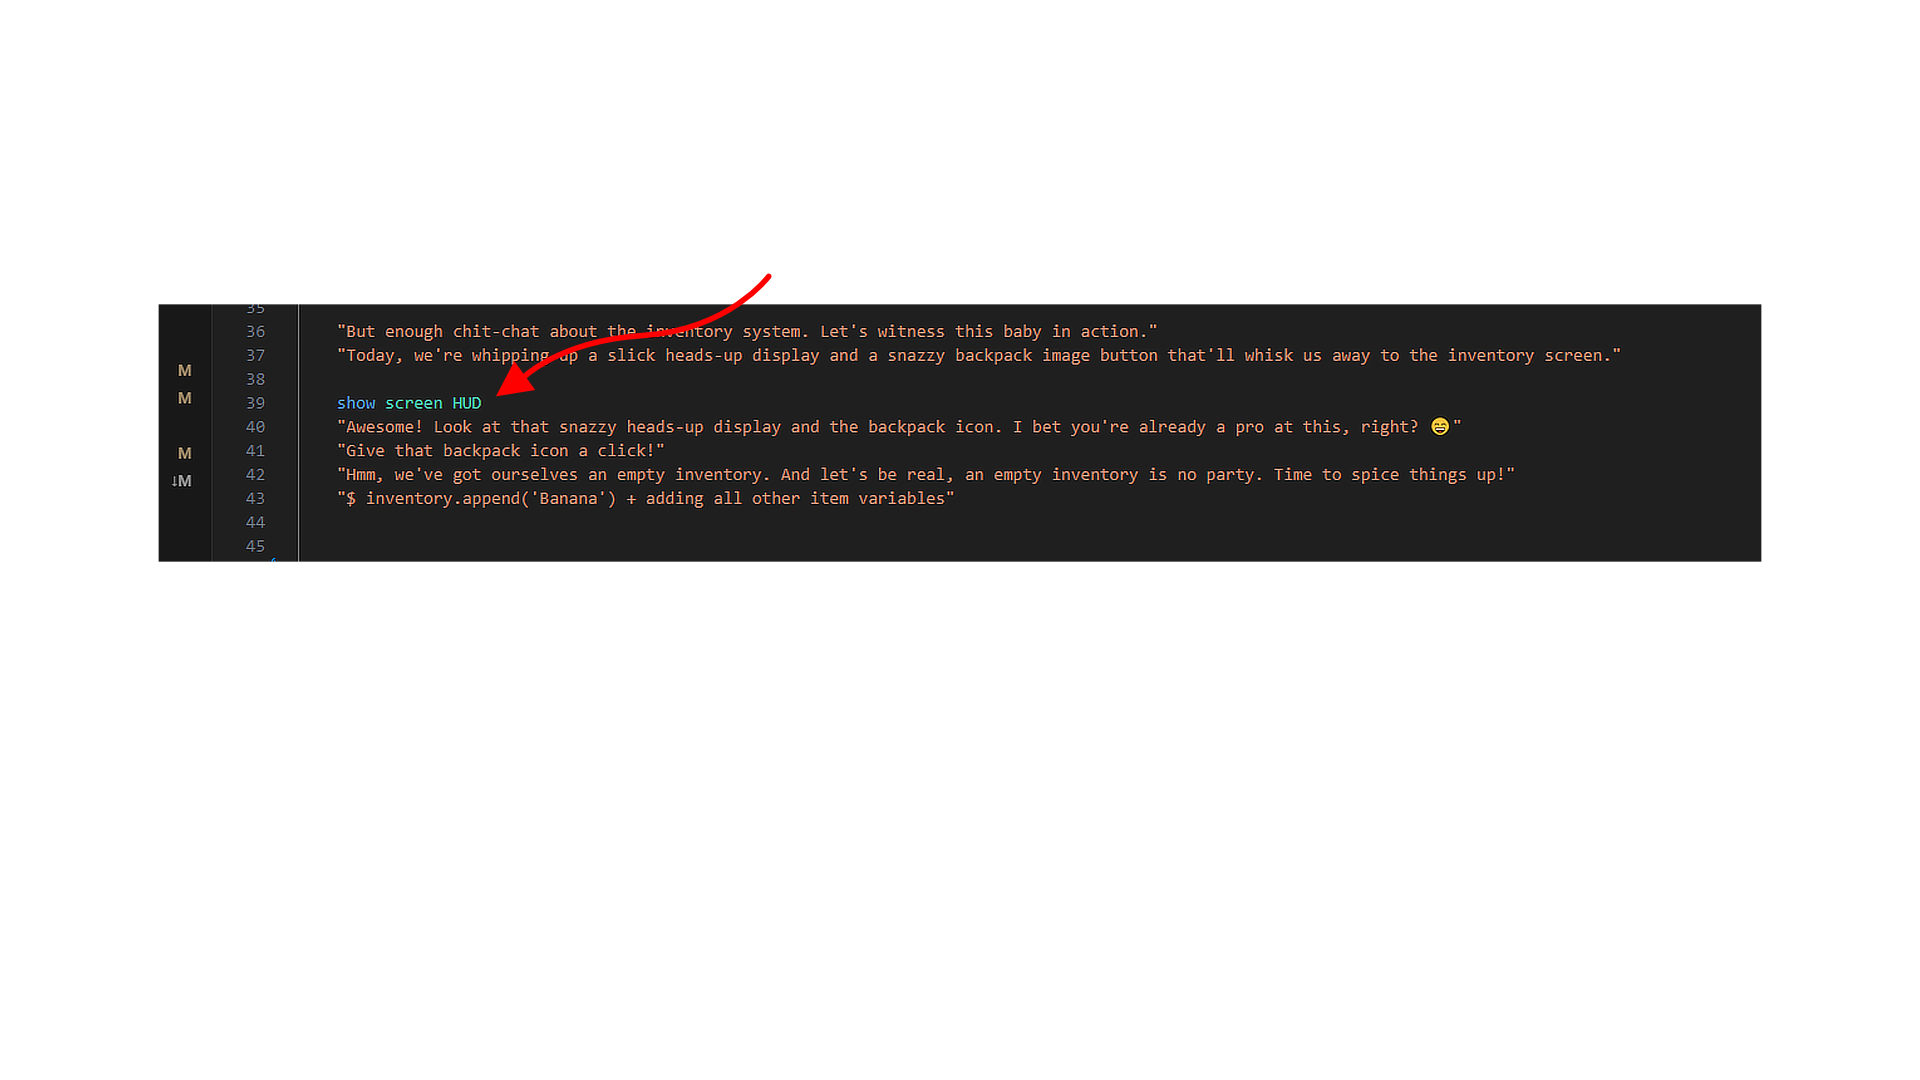 35
36 "But enough chit-chat about the inventory system. Let's witness this baby in action."
37 "Today, we're whipping up a slick heads-up display and a snazzy backpack image button that'll whisk us away to the inventory screen."
M
38
M
39 show screen HUD
40 "Awesome! Look at that snazzy heads-up display and the backpack icon. I bet you're already a pro at this, right? 😁"
M
41 "Give that backpack icon a click!"
↓M
42 "Hmm, we've got ourselves an empty inventory. And let's be real, an empty inventory is no party. Time to spice things up!"
43 "$ inventory.append('Banana') + adding all other item variables"
44
45